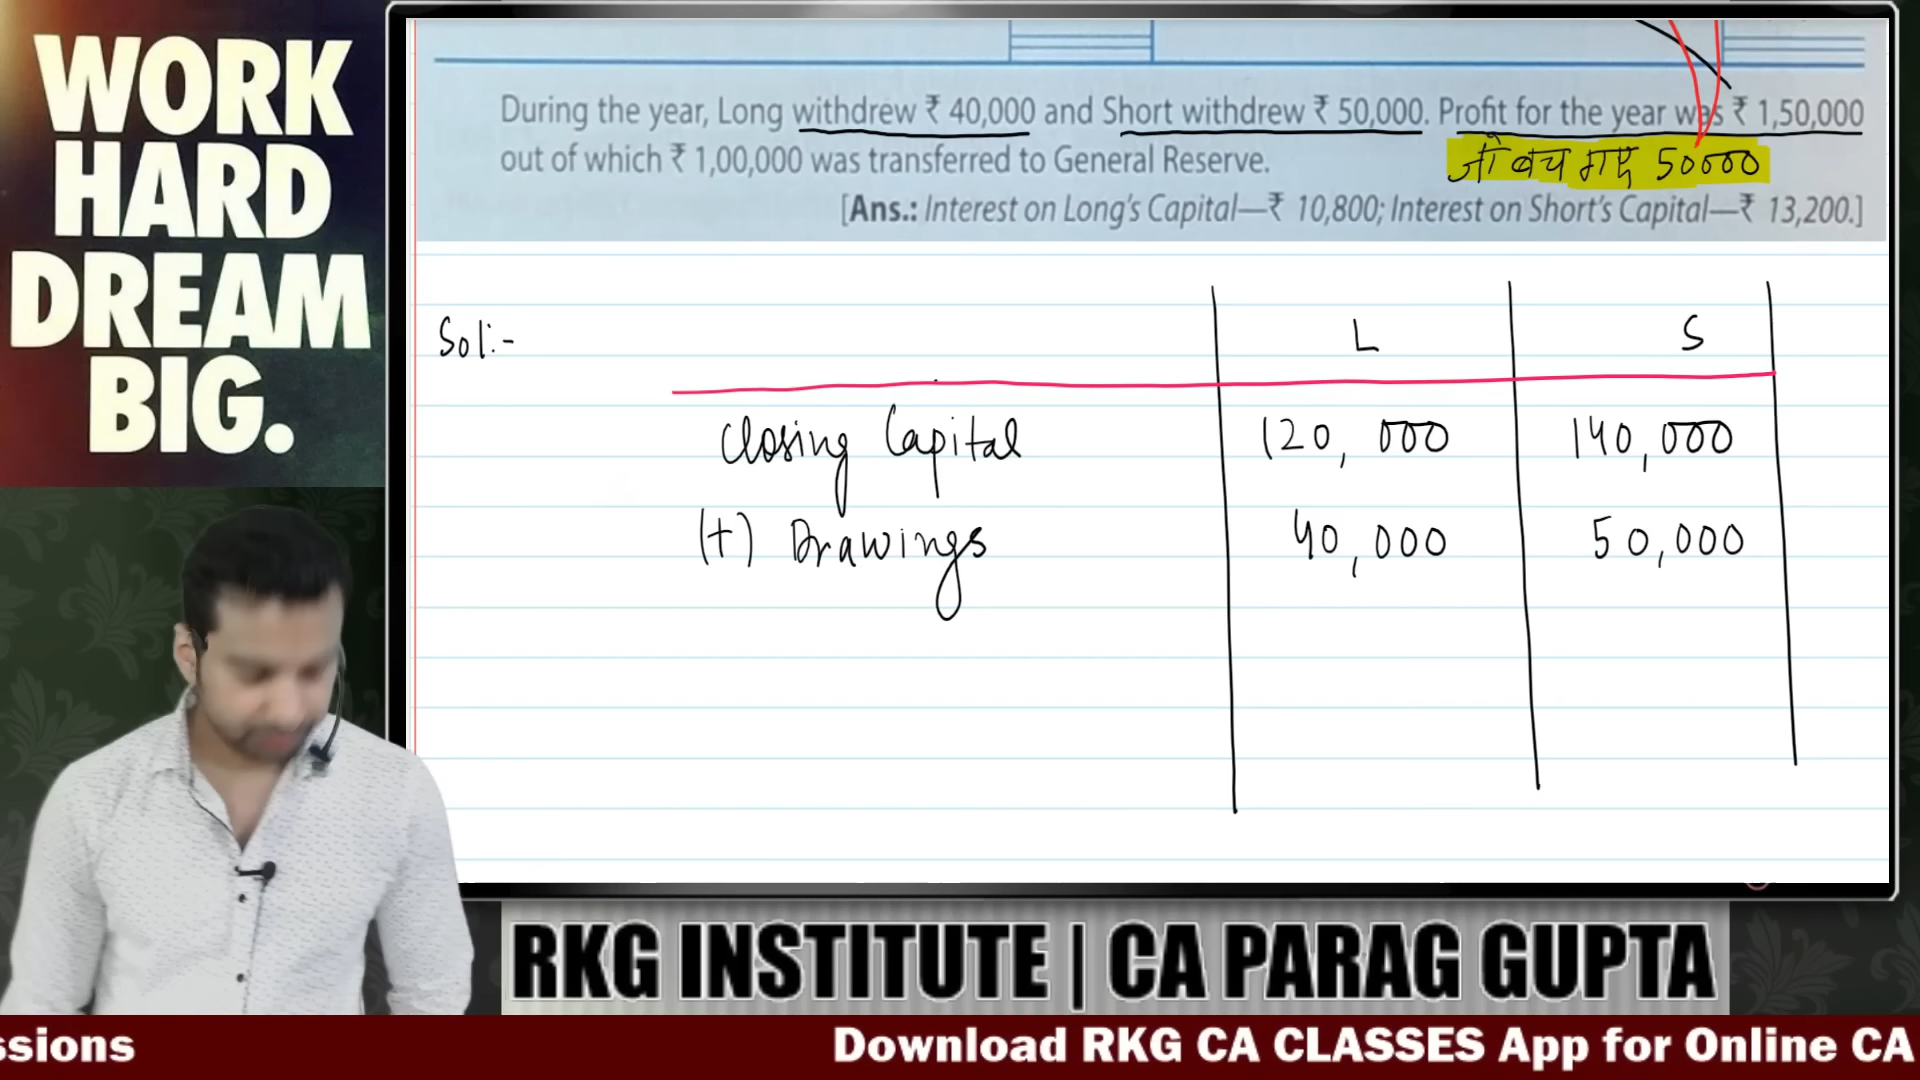 WORK
HARD
DREAM
BIG.
During the year, Long withdrew ₹ 40,000 and Short withdrew ₹ 50,000. Profit for the year was ₹ 1,50,000
out of which ₹ 1,00,000 was transferred to General Reserve.
जो बच गए 50000
[Ans.: Interest on Long's Capital—₹ 10,800; Interest on Short's Capital—₹ 13,200.]
Sol:-
L S
Closing Capital 120,000 140,000
(+) Drawings 40,000 50,000
RKG INSTITUTE | CA PARAG GUPTA
ssions Download RKG CA CLASSES App for Online CA